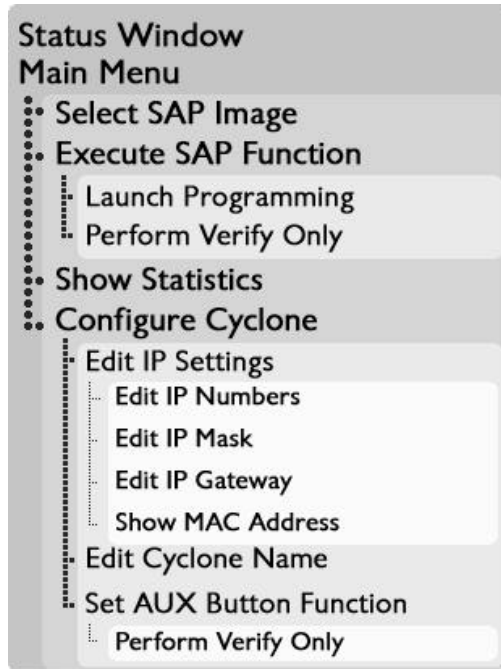 Status Window
Main Menu
Select SAP Image
Execute SAP Function
Launch Programming
Perform Verify Only
Show Statistics
Configure Cyclone
Edit IP Settings
Edit IP Numbers
Edit IP Mask
Edit IP Gateway
Show MAC Address
Edit Cyclone Name
Set AUX Button Function
Perform Verify Only